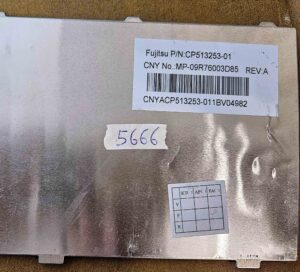 Fujitsu P/N:CP513253-01
CNY No.:MP-09R76003D85 REV:A
CNYACP513253-011BV04982
5666
V
P
R